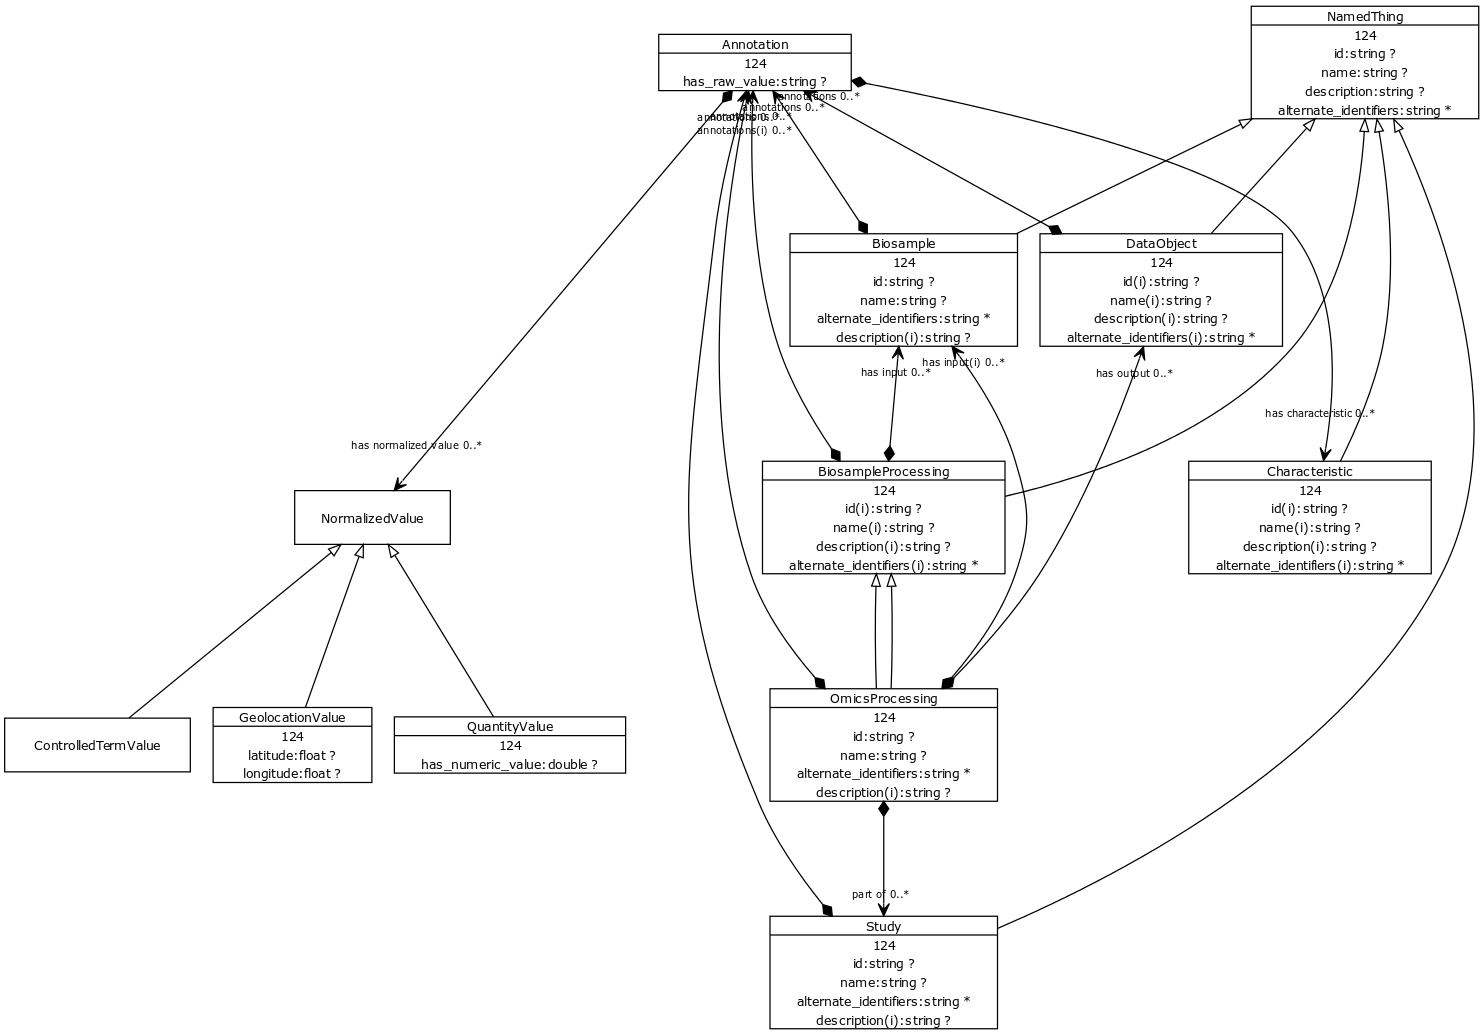 NamedThing
124
id:string ?
name:string ?
description:string ?
alternate_identifiers:string *
Annotation
124
has_raw_value:string ?
annotations 0..*
annotations 0..*
annotations 0..*
annotations 0..*
annotations(i) 0..*
Biosample
124
id:string ?
name:string ?
alternate_identifiers:string *
description(i):string ?
DataObject
124
id(i):string ?
name(i):string ?
description(i):string ?
alternate_identifiers(i):string *
has input(i) 0..*
has input 0..*
has output 0..*
has characteristic 0..*
has normalized value 0..*
BiosampleProcessing
124
id(i):string ?
name(i):string ?
description(i):string ?
alternate_identifiers(i):string *
Characteristic
124
id(i):string ?
name(i):string ?
description(i):string ?
alternate_identifiers(i):string *
NormalizedValue
ControlledTermValue
GeolocationValue
124
latitude:float ?
longitude:float ?
QuantityValue
124
has_numeric_value:double ?
OmicsProcessing
124
id:string ?
name:string ?
alternate_identifiers:string *
description(i):string ?
part of 0..*
Study
124
id:string ?
name:string ?
alternate_identifiers:string *
description(i):string ?